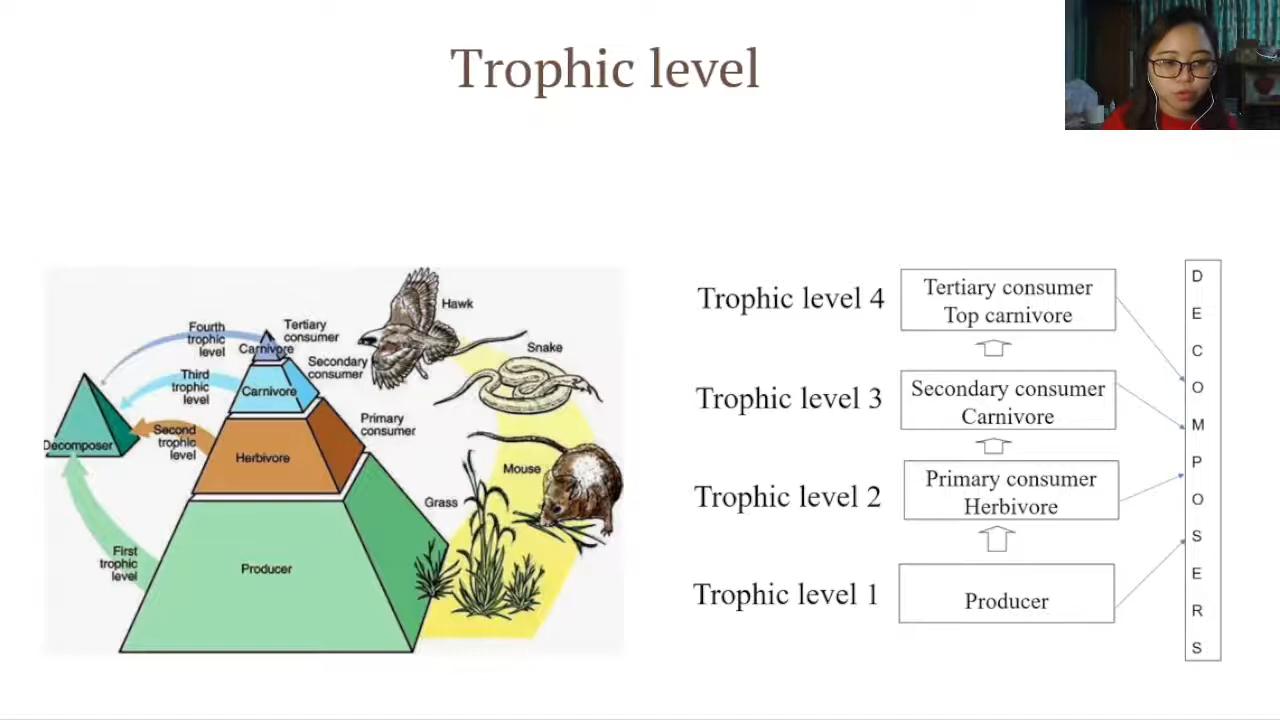 Trophic level
Hawk
Fourth
trophic
level
Tertiary
consumer
Carnivore
Snake
Secondary
consumer
Third
trophic
level
Carnivore
Primary
consumer
Decomposer
Second
trophic
level
Herbivore
Mouse
Grass
First
trophic
level
Producer
Trophic level 4
Tertiary consumer
Top carnivore
Trophic level 3
Secondary consumer
Carnivore
Trophic level 2
Primary consumer
Herbivore
Trophic level 1
Producer
D
E
C
O
M
P
O
S
E
R
S